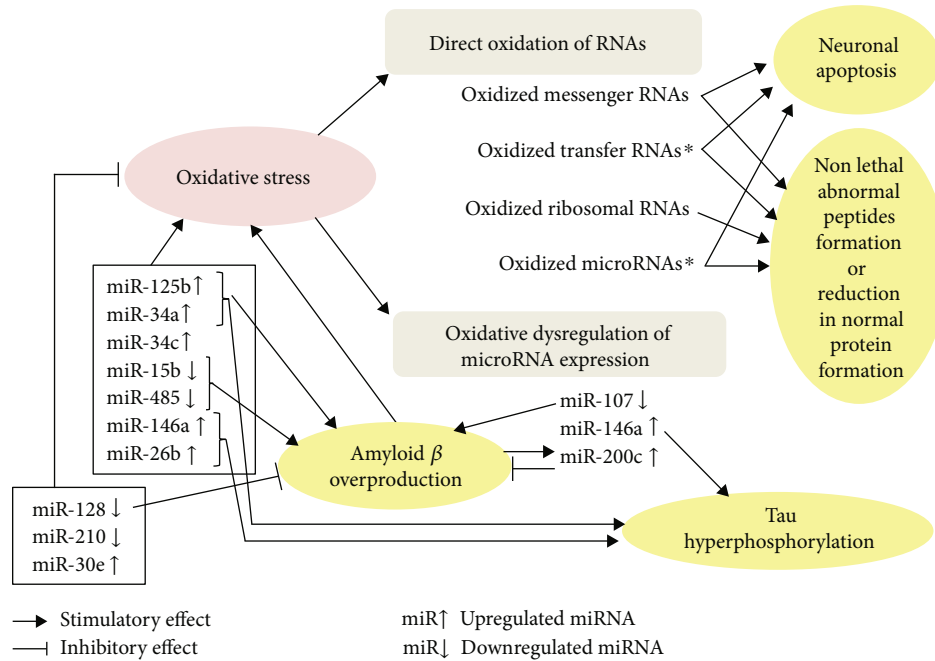 Direct oxidation of RNAs
Neuronal
apoptosis
Oxidized messenger RNAs
Oxidized transfer RNAs*
Oxidized ribosomal RNAs
Oxidized microRNAs*
Non lethal
abnormal
peptides
formation
or
reduction
in normal
protein
formation
Oxidative stress
miR-125b↑
miR-34a↑
miR-34c↑
miR-15b↓
miR-485↓
miR-146a↑
miR-26b↑
Oxidative dysregulation of
microRNA expression
miR-107↓
miR-146a↑
miR-200c↑
Amyloid β
overproduction
miR-128↓
miR-210↓
miR-30e↑
Tau
hyperphosphorylation
Stimulatory effect
Inhibitory effect
miR↑ Upregulated miRNA
miR↓ Downregulated miRNA